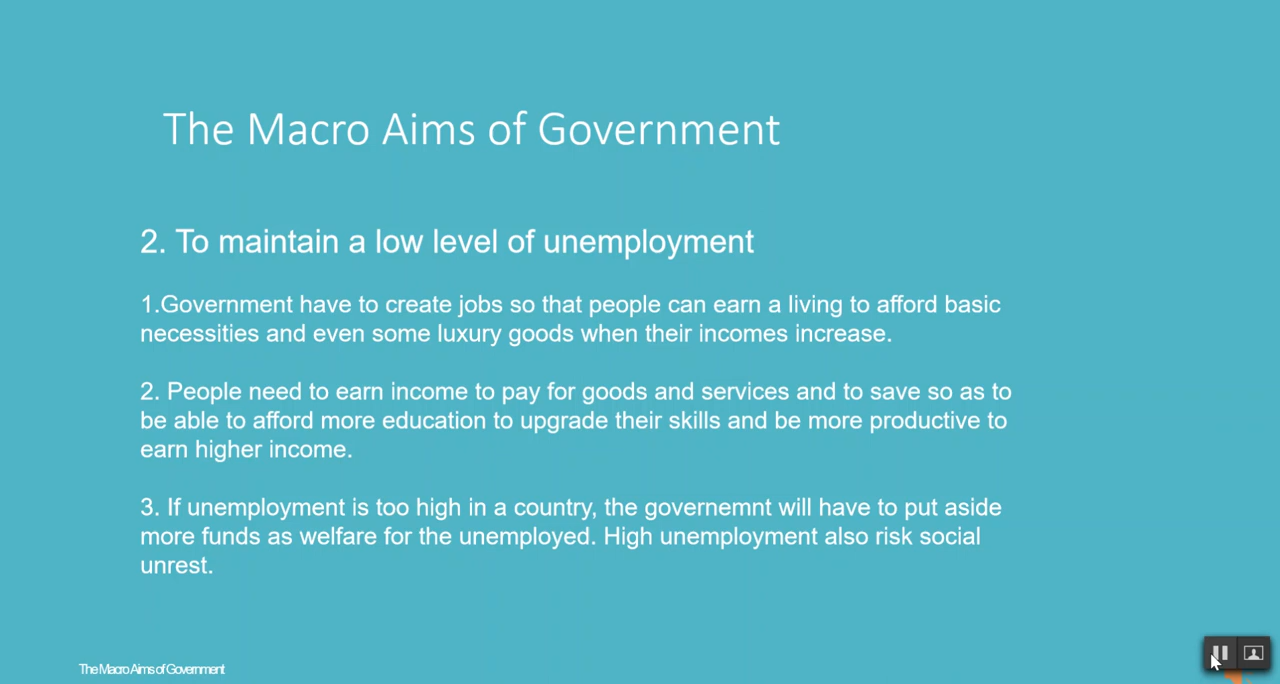 The Macro Aims of Government
2. To maintain a low level of unemployment
1.Government have to create jobs so that people can earn a living to afford basic
necessities and even some luxury goods when their incomes increase.
2. People need to earn income to pay for goods and services and to save so as to
be able to afford more education to upgrade their skills and be more productive to
earn higher income.
3. If unemployment is too high in a country, the governemnt will have to put aside
more funds as welfare for the unemployed. High unemployment also risk social
unrest.
The Macro Aims of Government